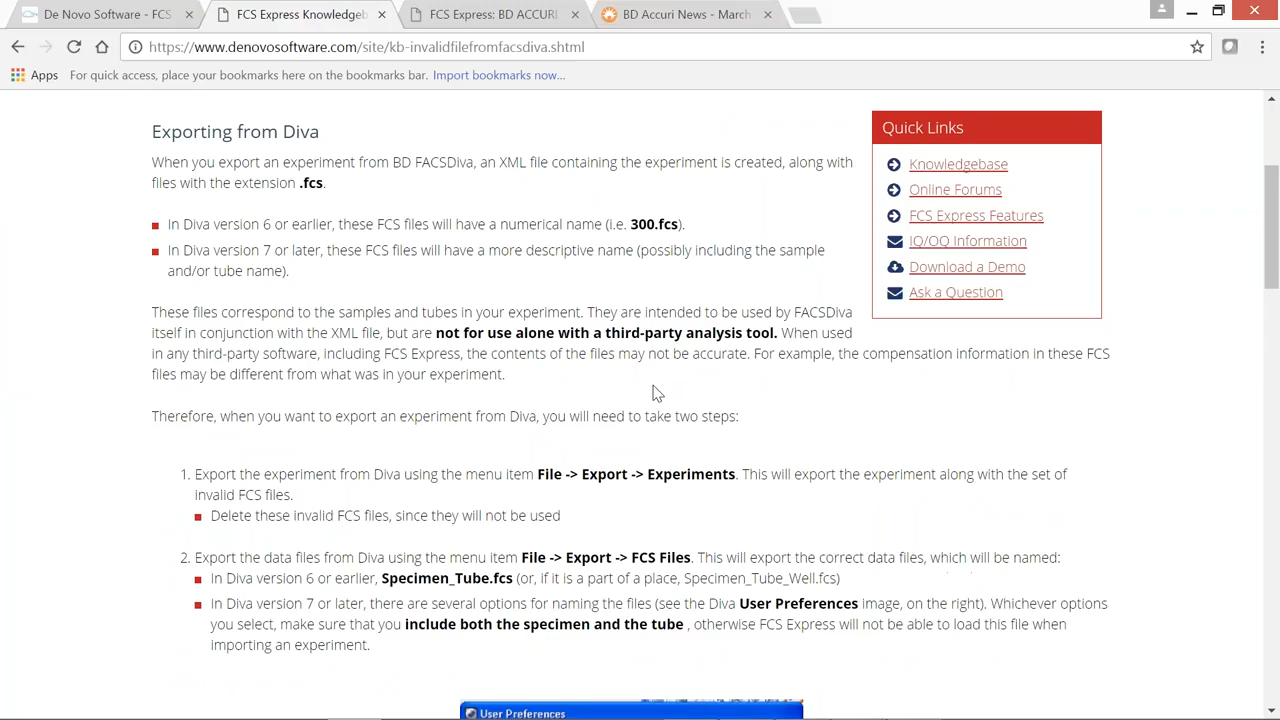 De Novo Software - FCS
FCS Express Knowledgeb
FCS Express: BD ACCURI
BD Accuri News - March
https://www.denovosoftware.com/site/kb-invalidfilefromfacsdiva.shtml
Apps For quick access, place your bookmarks here on the bookmarks bar. Import bookmarks now...
Exporting from Diva
When you export an experiment from BD FACSDiva, an XML file containing the experiment is created, along with
files with the extension .fcs.
In Diva version 6 or earlier, these FCS files will have a numerical name (i.e. 300.fcs).
In Diva version 7 or later, these FCS files will have a more descriptive name (possibly including the sample
and/or tube name).
These files correspond to the samples and tubes in your experiment. They are intended to be used by FACSDiva
itself in conjunction with the XML file, but are not for use alone with a third-party analysis tool. When used
in any third-party software, including FCS Express, the contents of the files may not be accurate. For example, the compensation information in these FCS
files may be different from what was in your experiment.
Therefore, when you want to export an experiment from Diva, you will need to take two steps:
1. Export the experiment from Diva using the menu item File -> Export -> Experiments. This will export the experiment along with the set of
invalid FCS files.
Delete these invalid FCS files, since they will not be used
2. Export the data files from Diva using the menu item File -> Export -> FCS Files. This will export the correct data files, which will be named:
In Diva version 6 or earlier, Specimen_Tube.fcs (or, if it is a part of a place, Specimen_Tube_Well.fcs)
In Diva version 7 or later, there are several options for naming the files (see the Diva User Preferences image, on the right). Whichever options
you select, make sure that you include both the specimen and the tube , otherwise FCS Express will not be able to load this file when
importing an experiment.
User Preferences
Quick Links
Knowledgebase
Online Forums
FCS Express Features
IQ/OQ Information
Download a Demo
Ask a Question